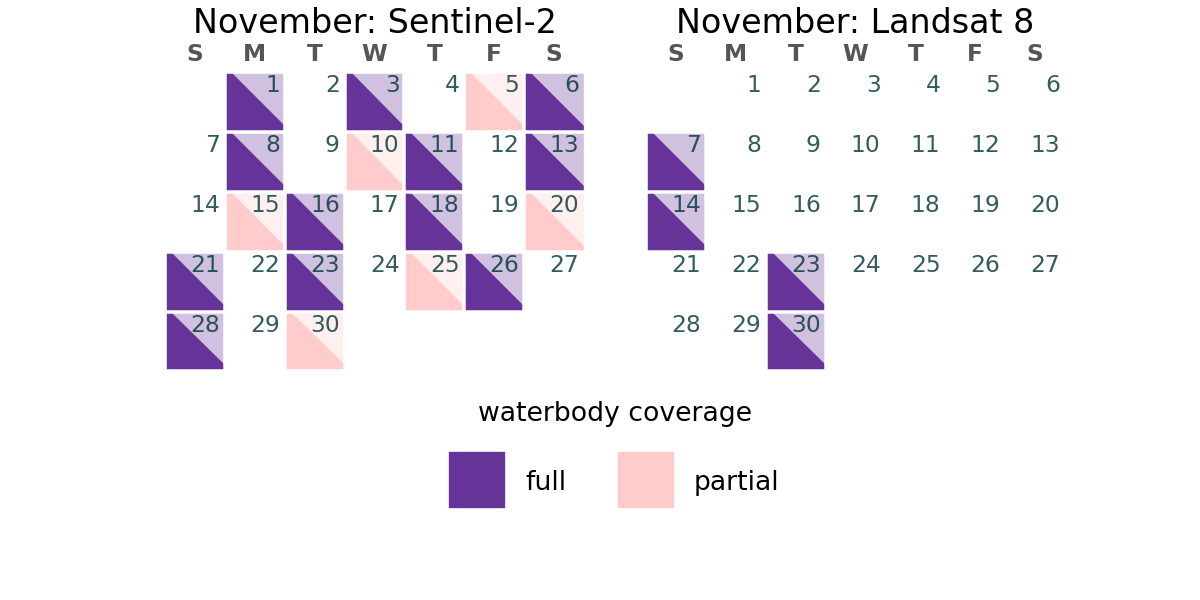 November: Sentinel-2
S M T W T F S
1 2 3 4 5 6
7 8 9 10 11 12 13
14 15 16 17 18 19 20
21 22 23 24 25 26 27
28 29 30
November: Landsat 8
S M T W T F S
1 2 3 4 5 6
7 8 9 10 11 12 13
14 15 16 17 18 19 20
21 22 23 24 25 26 27
28 29 30
waterbody coverage
full partial